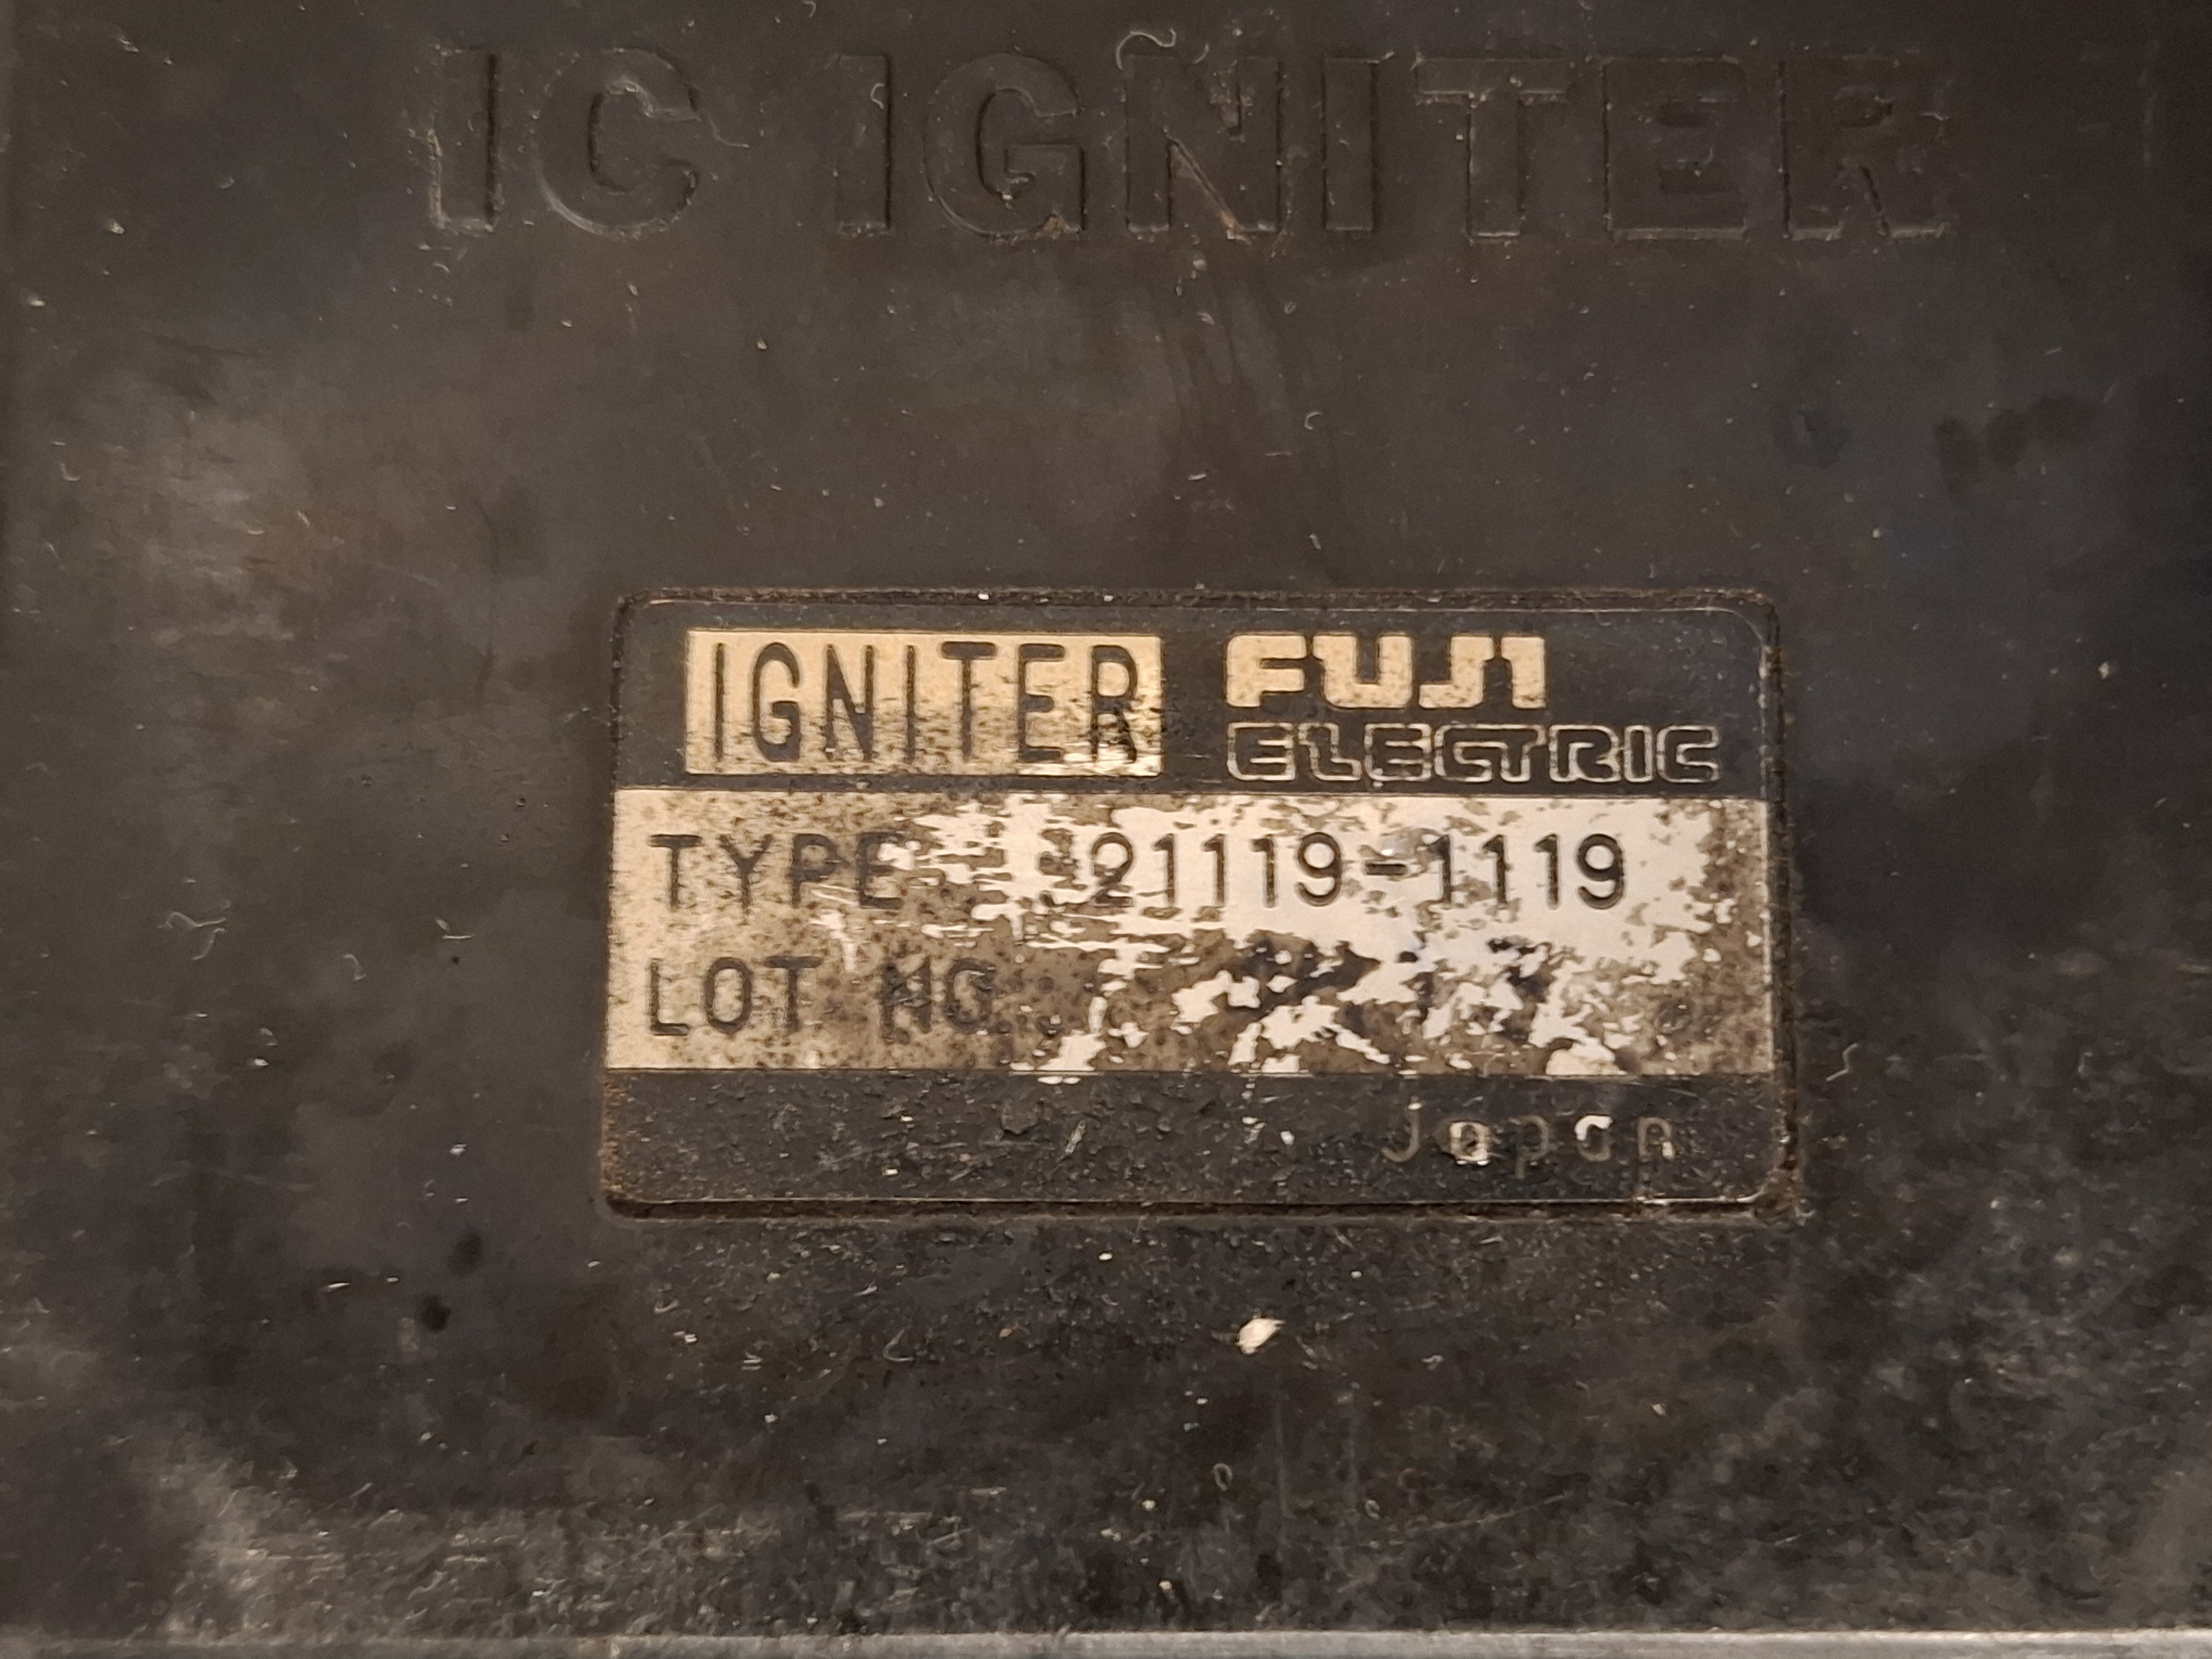 IC IGNITER
IGNITER FUJI
ELECTRIC
TYPE 21119-1119
LOT NO
Japan